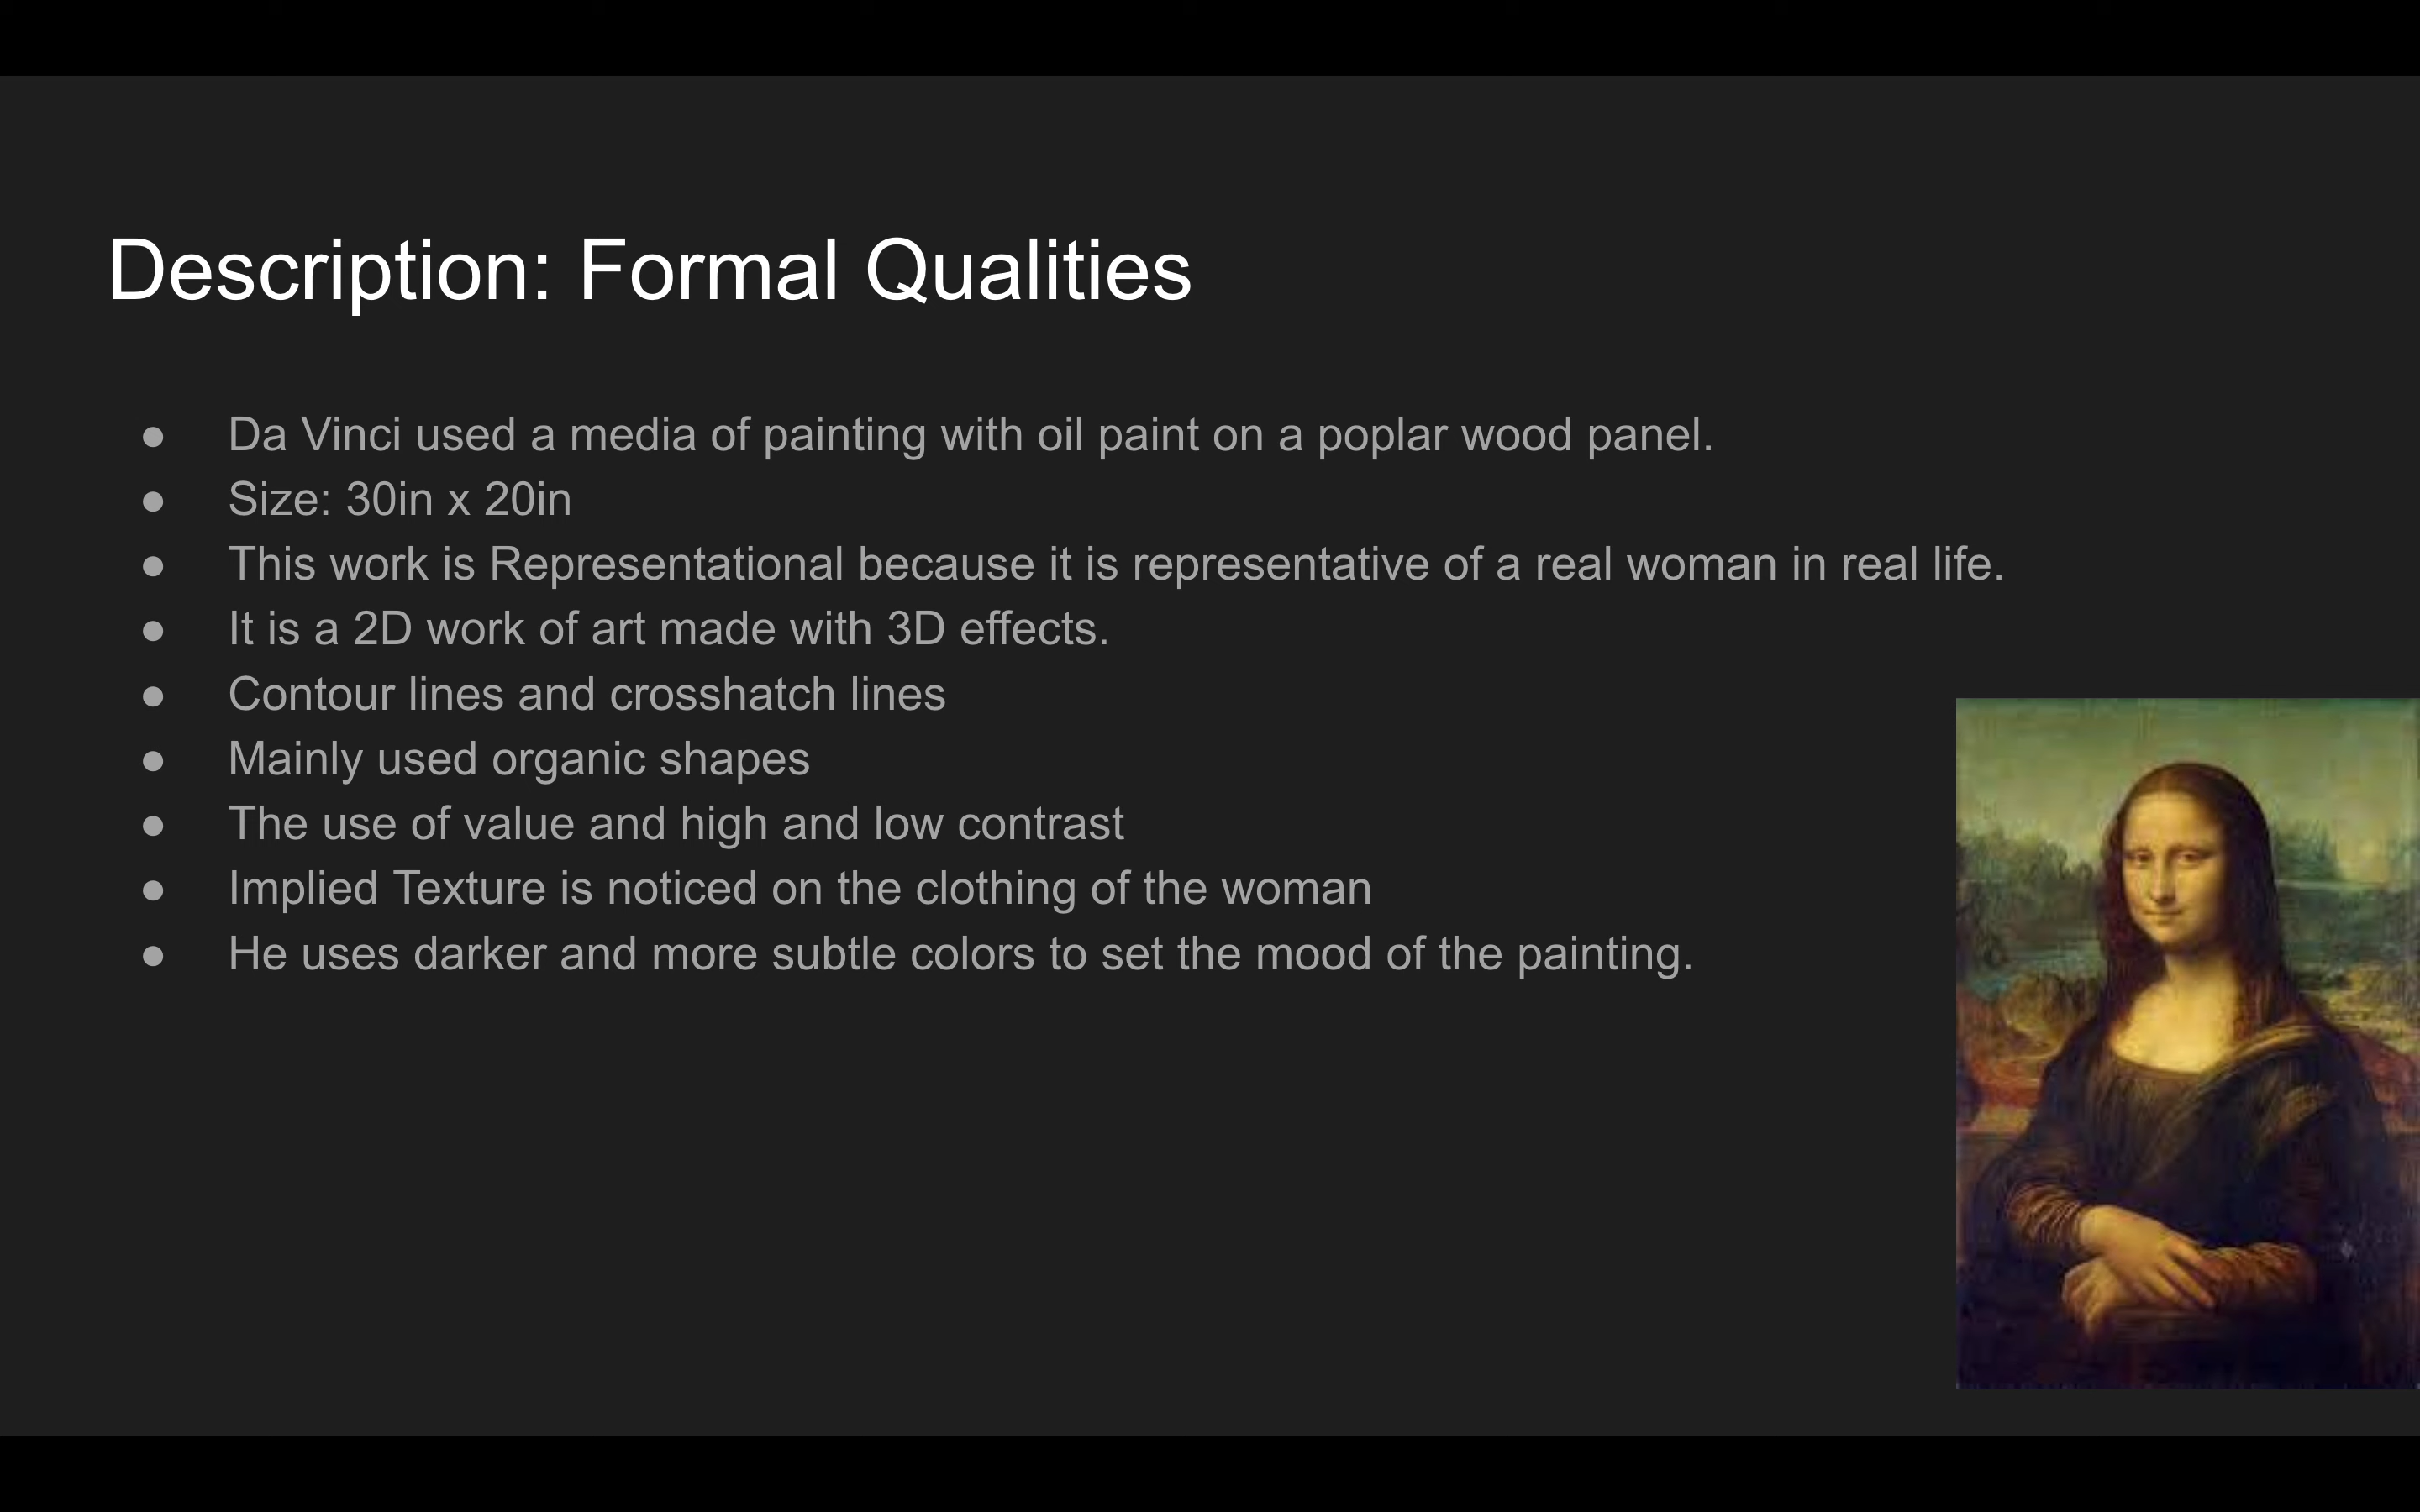 Description: Formal Qualities
● Da Vinci used a media of painting with oil paint on a poplar wood panel.
● Size: 30in x 20in
● This work is Representational because it is representative of a real woman in real life.
● It is a 2D work of art made with 3D effects.
● Contour lines and crosshatch lines
● Mainly used organic shapes
● The use of value and high and low contrast
● Implied Texture is noticed on the clothing of the woman
● He uses darker and more subtle colors to set the mood of the painting.